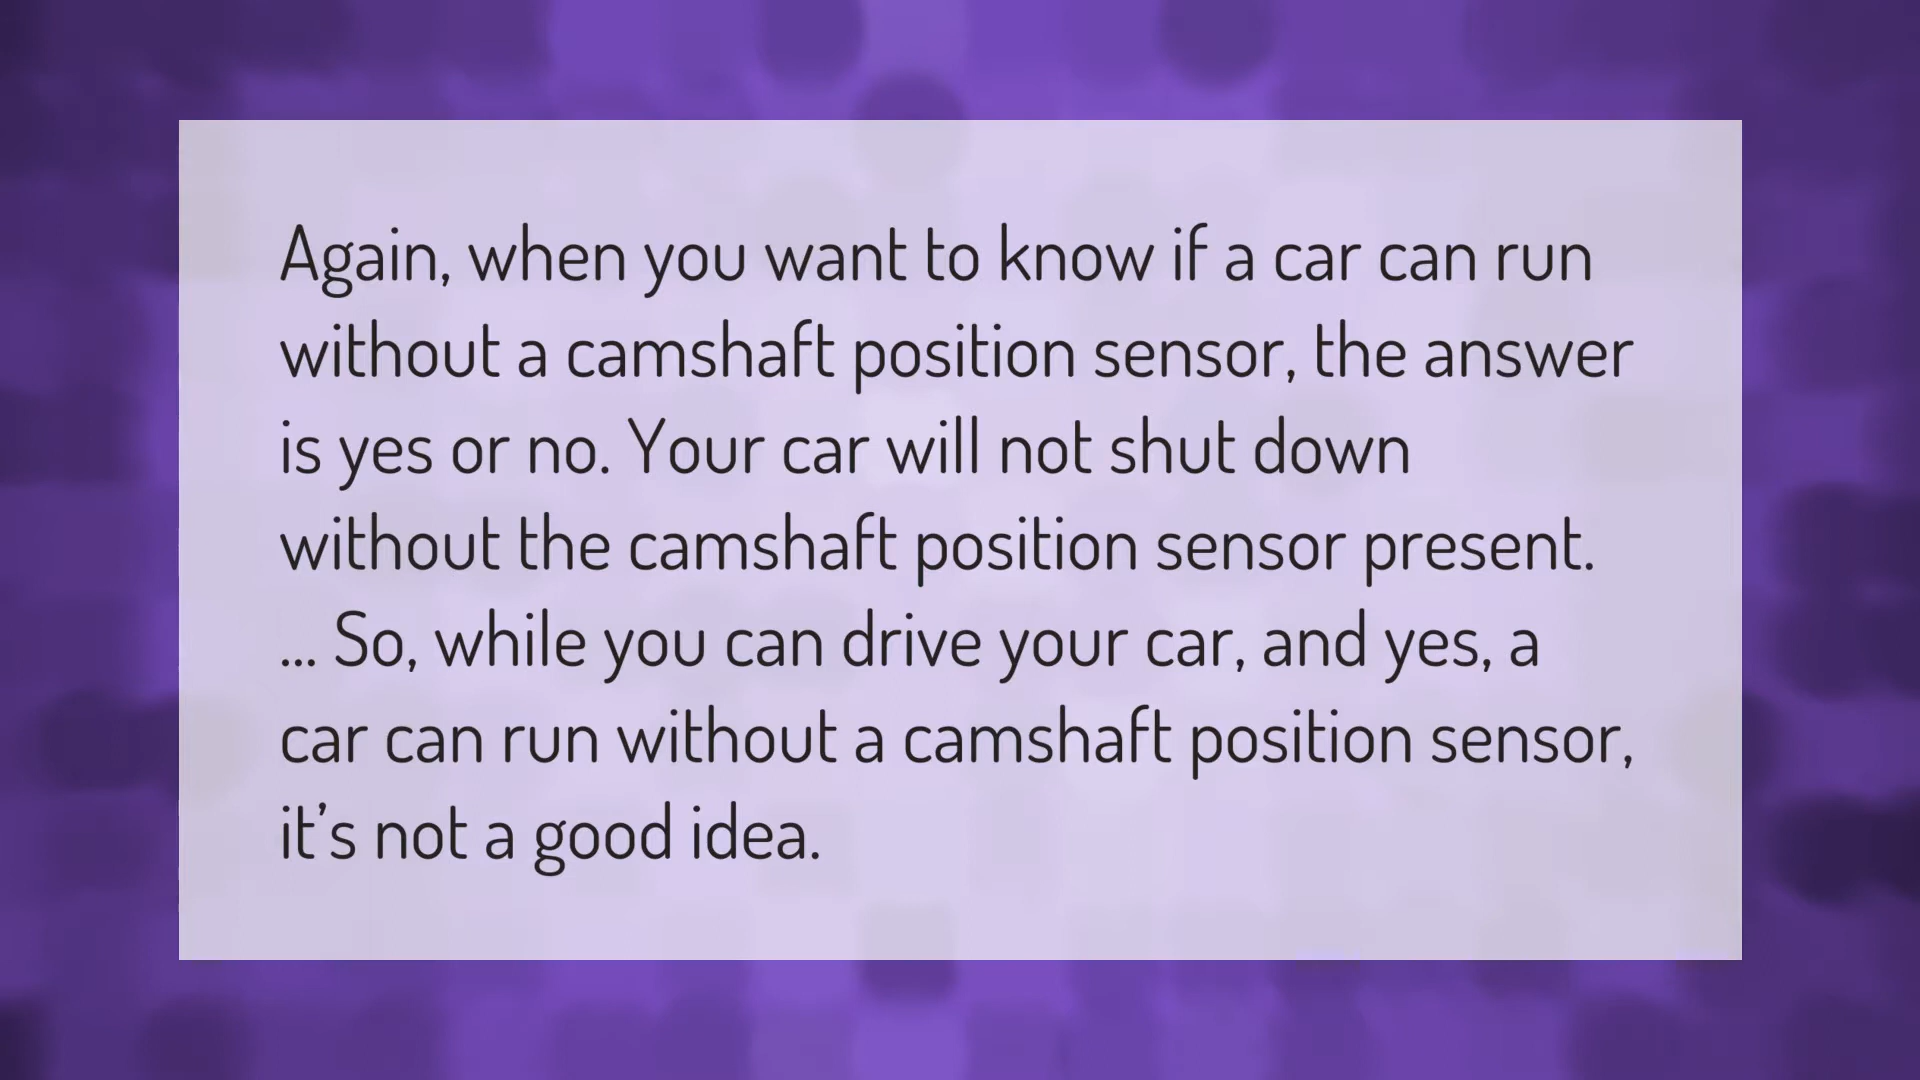 Again, when you want to know if a car can run
without a camshaft position sensor, the answer
is yes or no. Your car will not shut down
without the camshaft position sensor present.
... So, while you can drive your car, and yes, a
car can run without a camshaft position sensor,
it’s not a good idea.